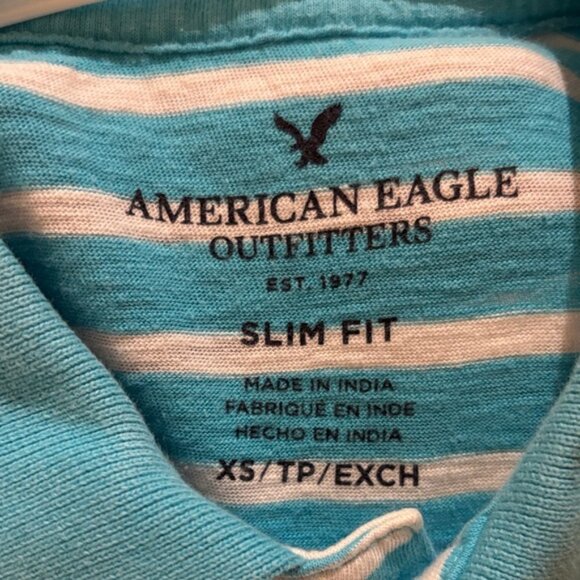 AMERICAN EAGLE
OUTFITTERS
EST. 1977
SLIM FIT
MADE IN INDIA
FABRIQUÉ EN INDE
HECHO EN INDIA
XS/TP/EXCH